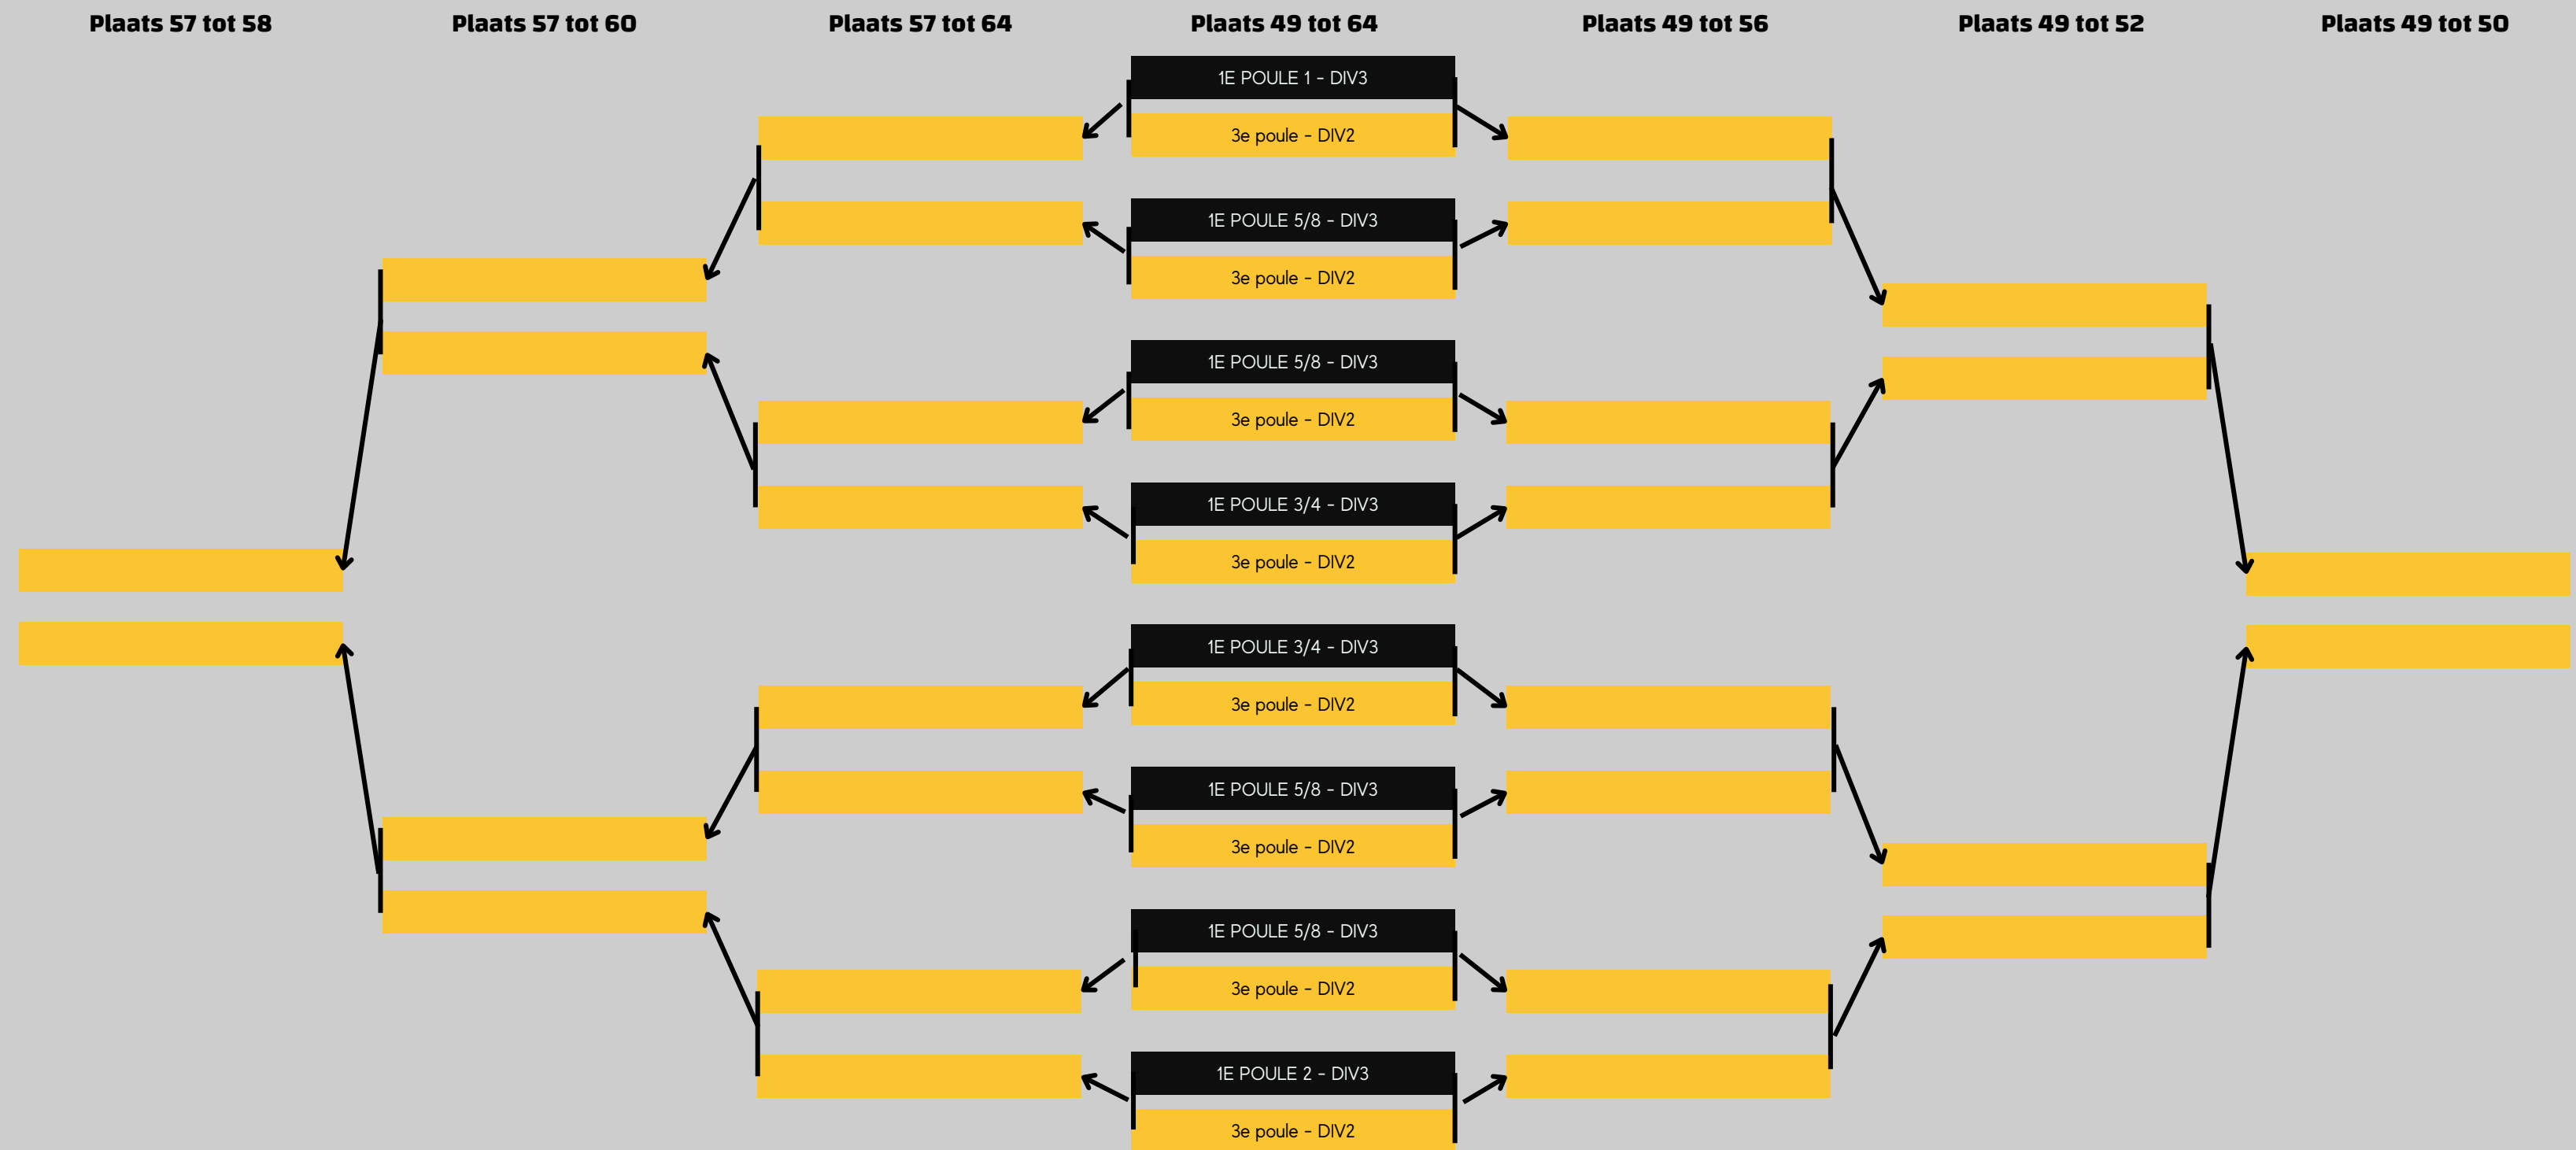 Plaats 57 tot 58
Plaats 57 tot 60
Plaats 57 tot 64
Plaats 49 tot 64
Plaats 49 tot 56
Plaats 49 tot 52
Plaats 49 tot 50
1E POULE 1 - DIV3
3e poule - DIV2
1E POULE 5/8 - DIV3
3e poule - DIV2
1E POULE 5/8 - DIV3
3e poule - DIV2
1E POULE 3/4 - DIV3
3e poule - DIV2
1E POULE 3/4 - DIV3
3e poule - DIV2
1E POULE 5/8 - DIV3
3e poule - DIV2
1E POULE 5/8 - DIV3
3e poule - DIV2
1E POULE 2 - DIV3
3e poule - DIV2